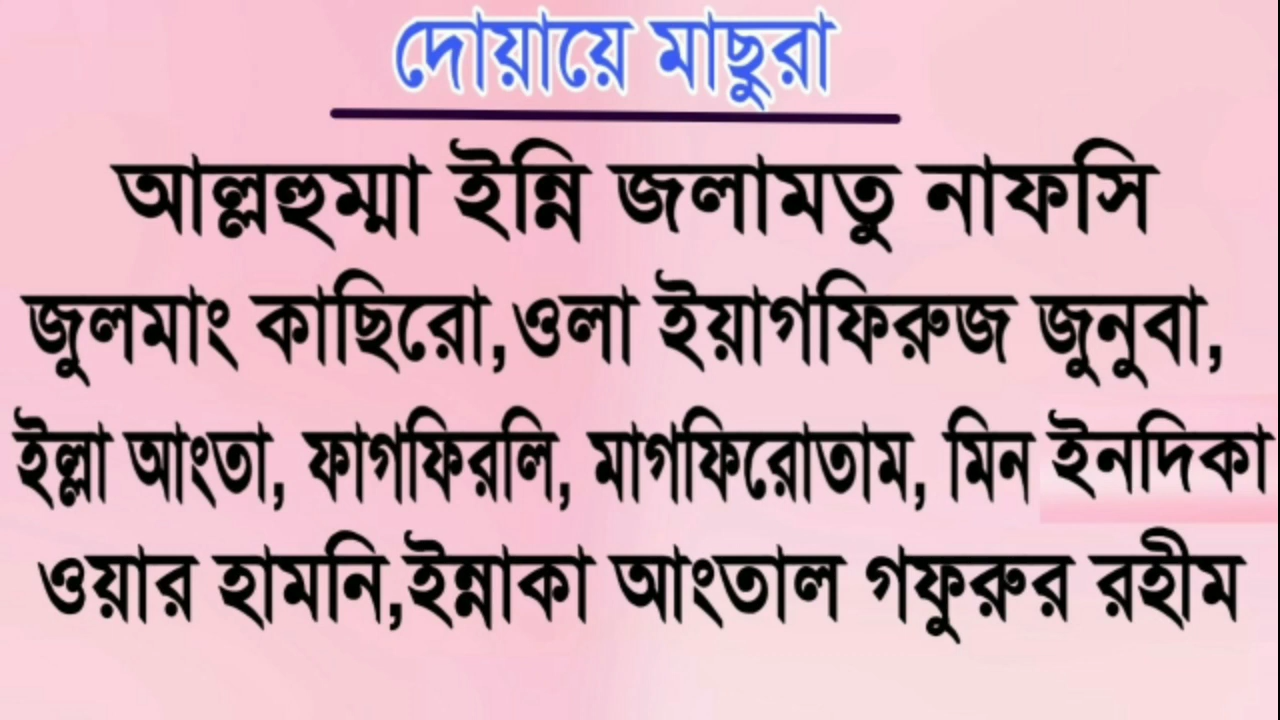 দোয়ায়ে মাছুরা
আল্লহুম্মা ইন্নি জলামতু নাফসি
জুলমাং কাছিরো,ওলা ইয়াগফিরুজ জুনুবা,
ইল্লা আংতা, ফাগফিরলি, মাগফিরোতাম, মিন ইনদিকা
ওয়ার হামনি,ইন্নাকা আংতাল গফুরুর রহীম